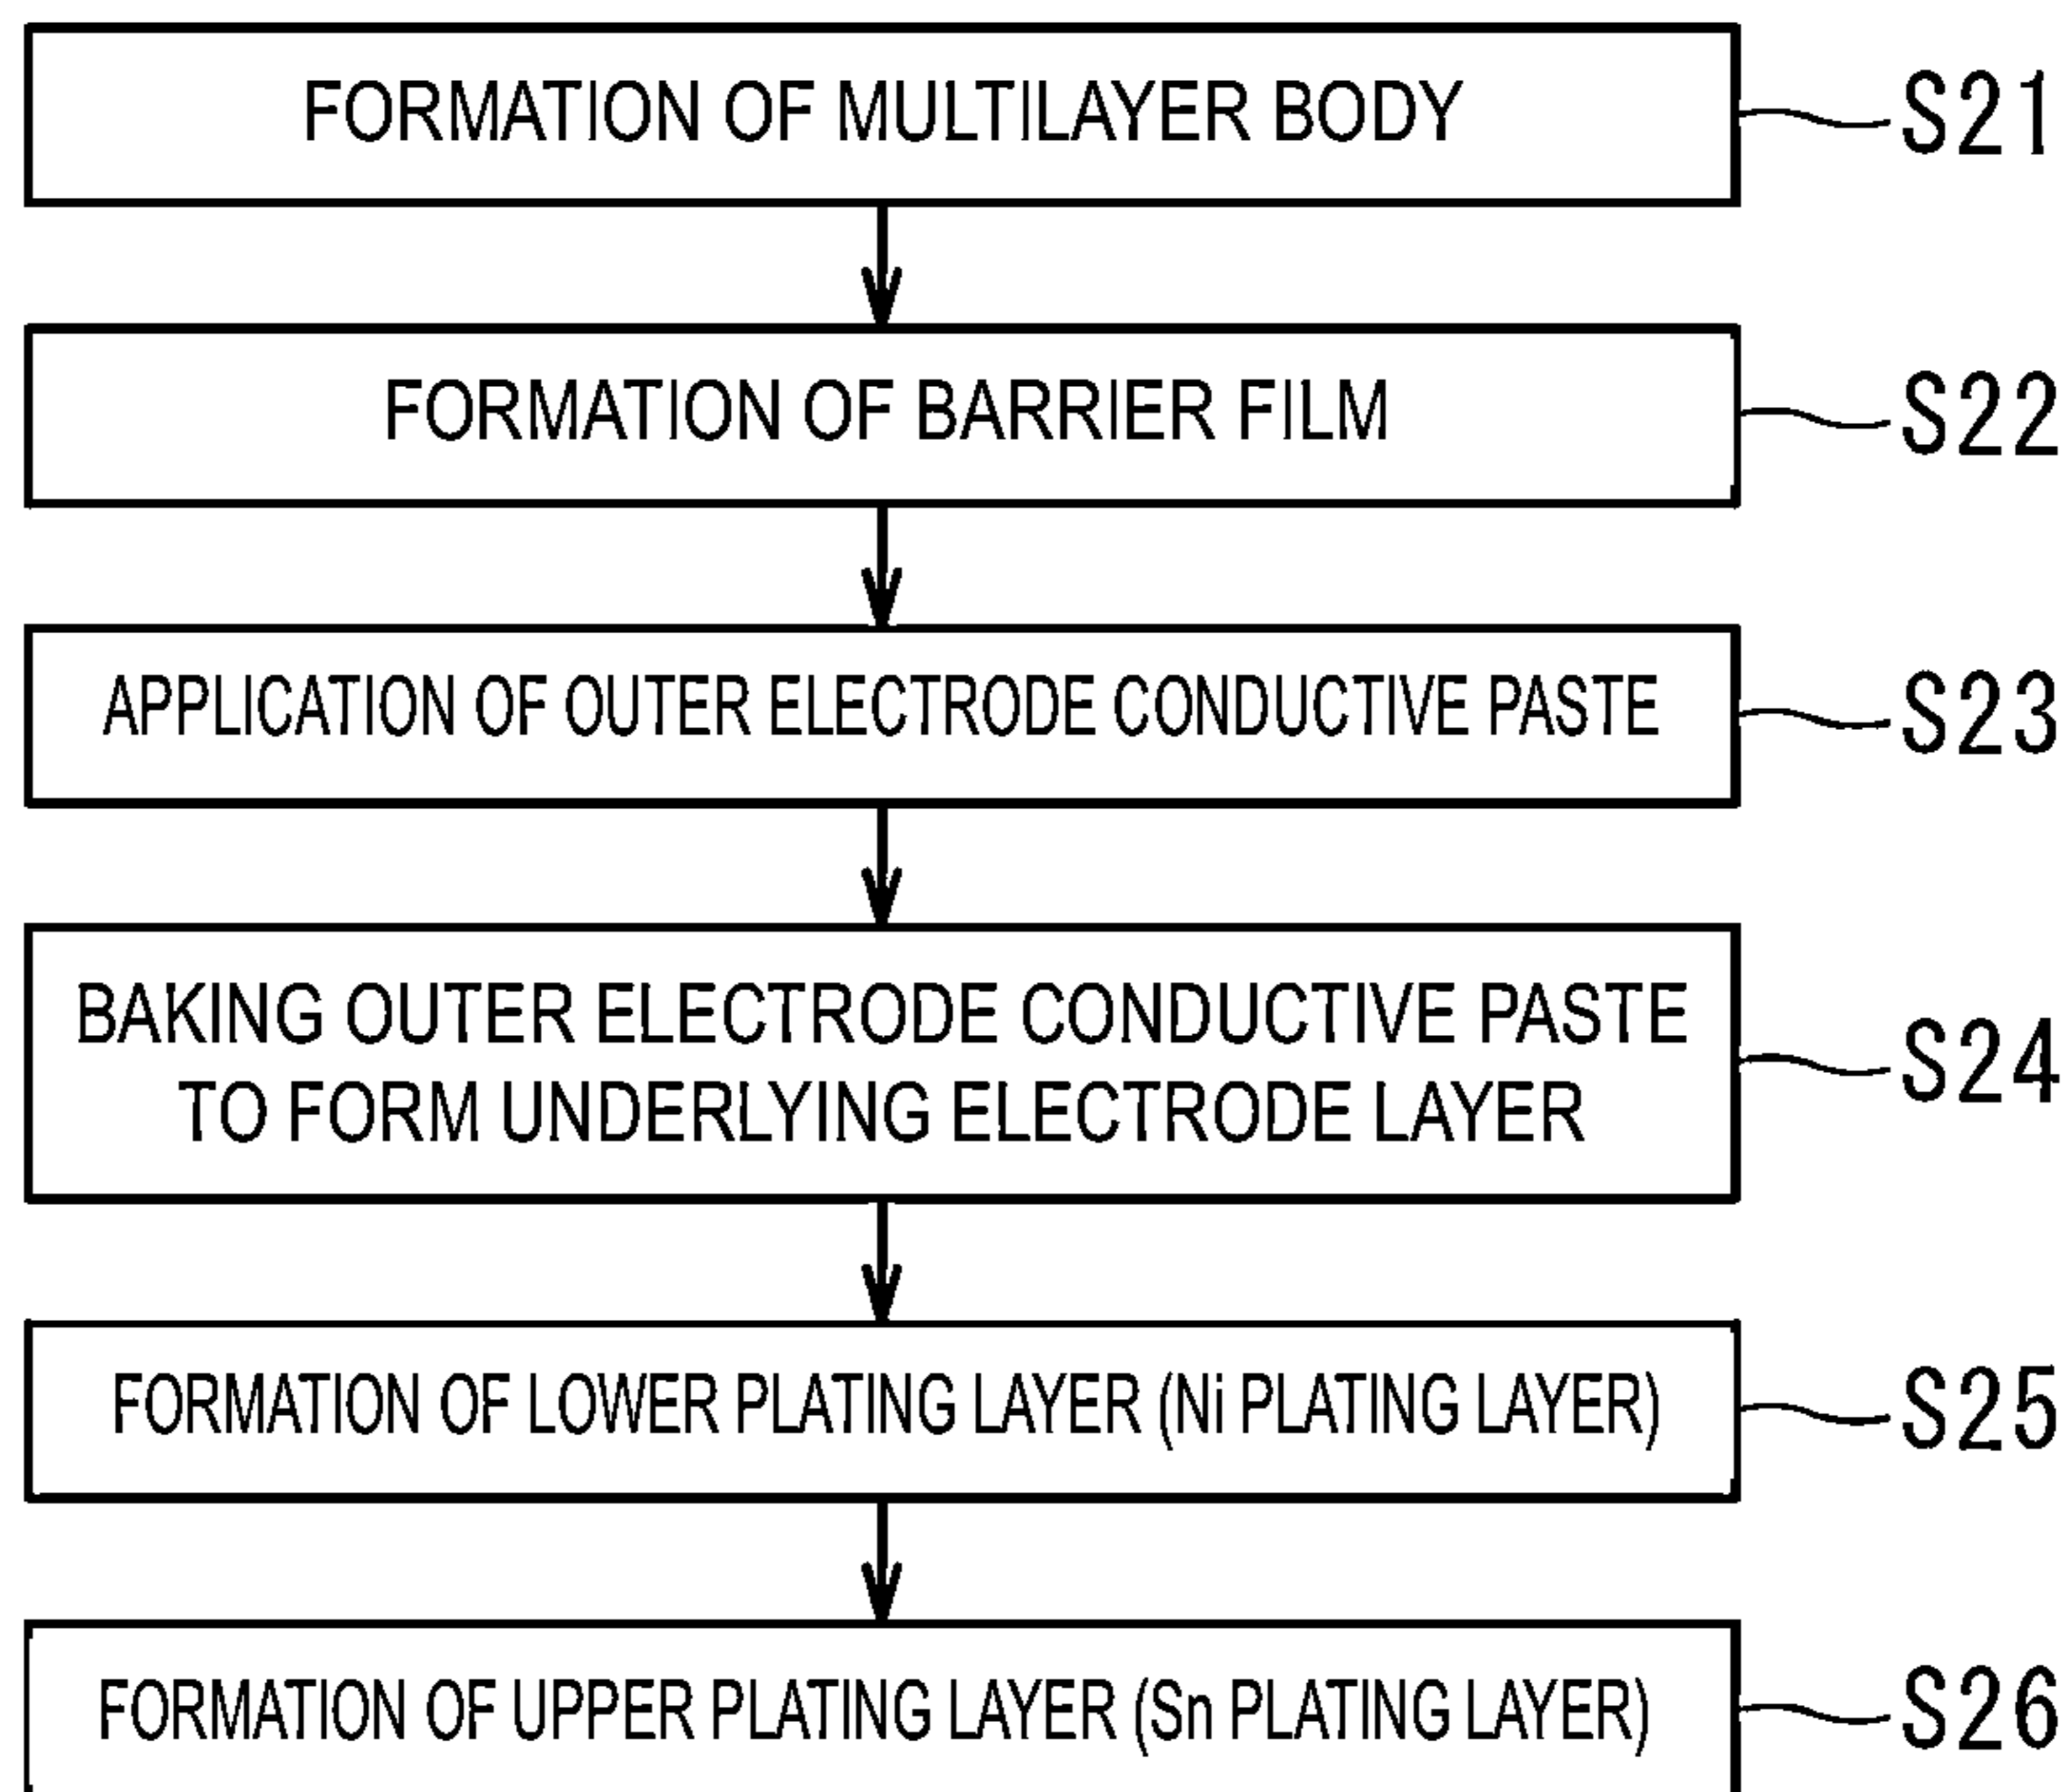 FORMATION OF MULTILAYER BODY
S21
FORMATION OF BARRIER FILM
S22
APPLICATION OF OUTER ELECTRODE CONDUCTIVE PASTE
S23
BAKING OUTER ELECTRODE CONDUCTIVE PASTE
TO FORM UNDERLYING ELECTRODE LAYER
S24
FORMATION OF LOWER PLATING LAYER (Ni PLATING LAYER)
S25
FORMATION OF UPPER PLATING LAYER (Sn PLATING LAYER)
S26